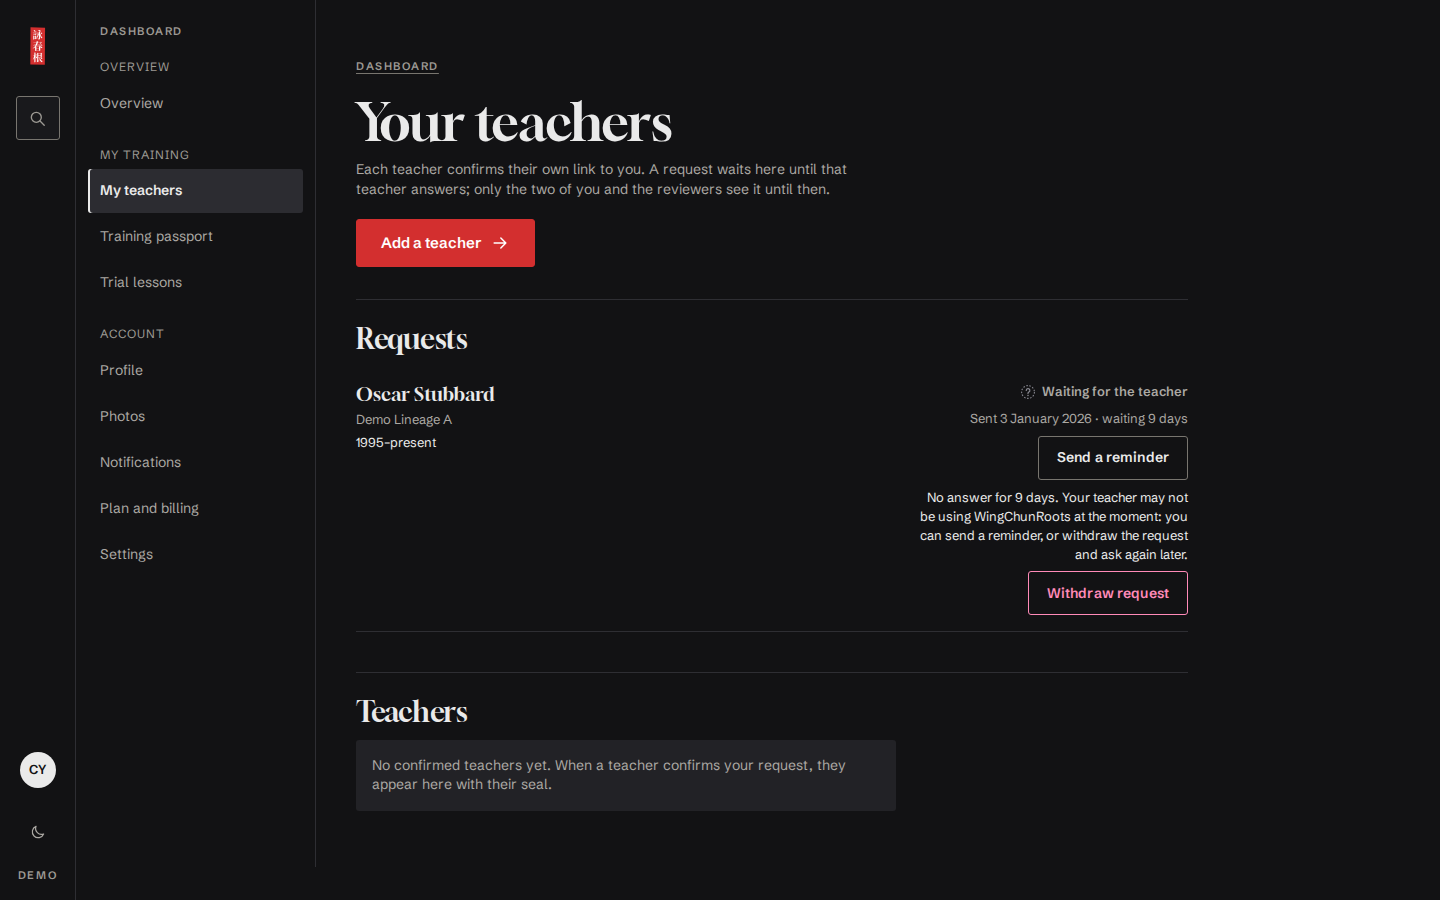 詠春根
DASHBOARD
OVERVIEW
Overview
MY TRAINING
My teachers
Training passport
Trial lessons
ACCOUNT
Profile
Photos
Notifications
Plan and billing
Settings
CY
DEMO
DASHBOARD
Your teachers
Each teacher confirms their own link to you. A request waits here until that
teacher answers; only the two of you and the reviewers see it until then.
Add a teacher
Requests
Oscar Stubbard
Demo Lineage A
1995–present
Waiting for the teacher
Sent 3 January 2026 · waiting 9 days
Send a reminder
No answer for 9 days. Your teacher may not
be using WingChunRoots at the moment: you
can send a reminder, or withdraw the request
and ask again later.
Withdraw request
Teachers
No confirmed teachers yet. When a teacher confirms your request, they
appear here with their seal.